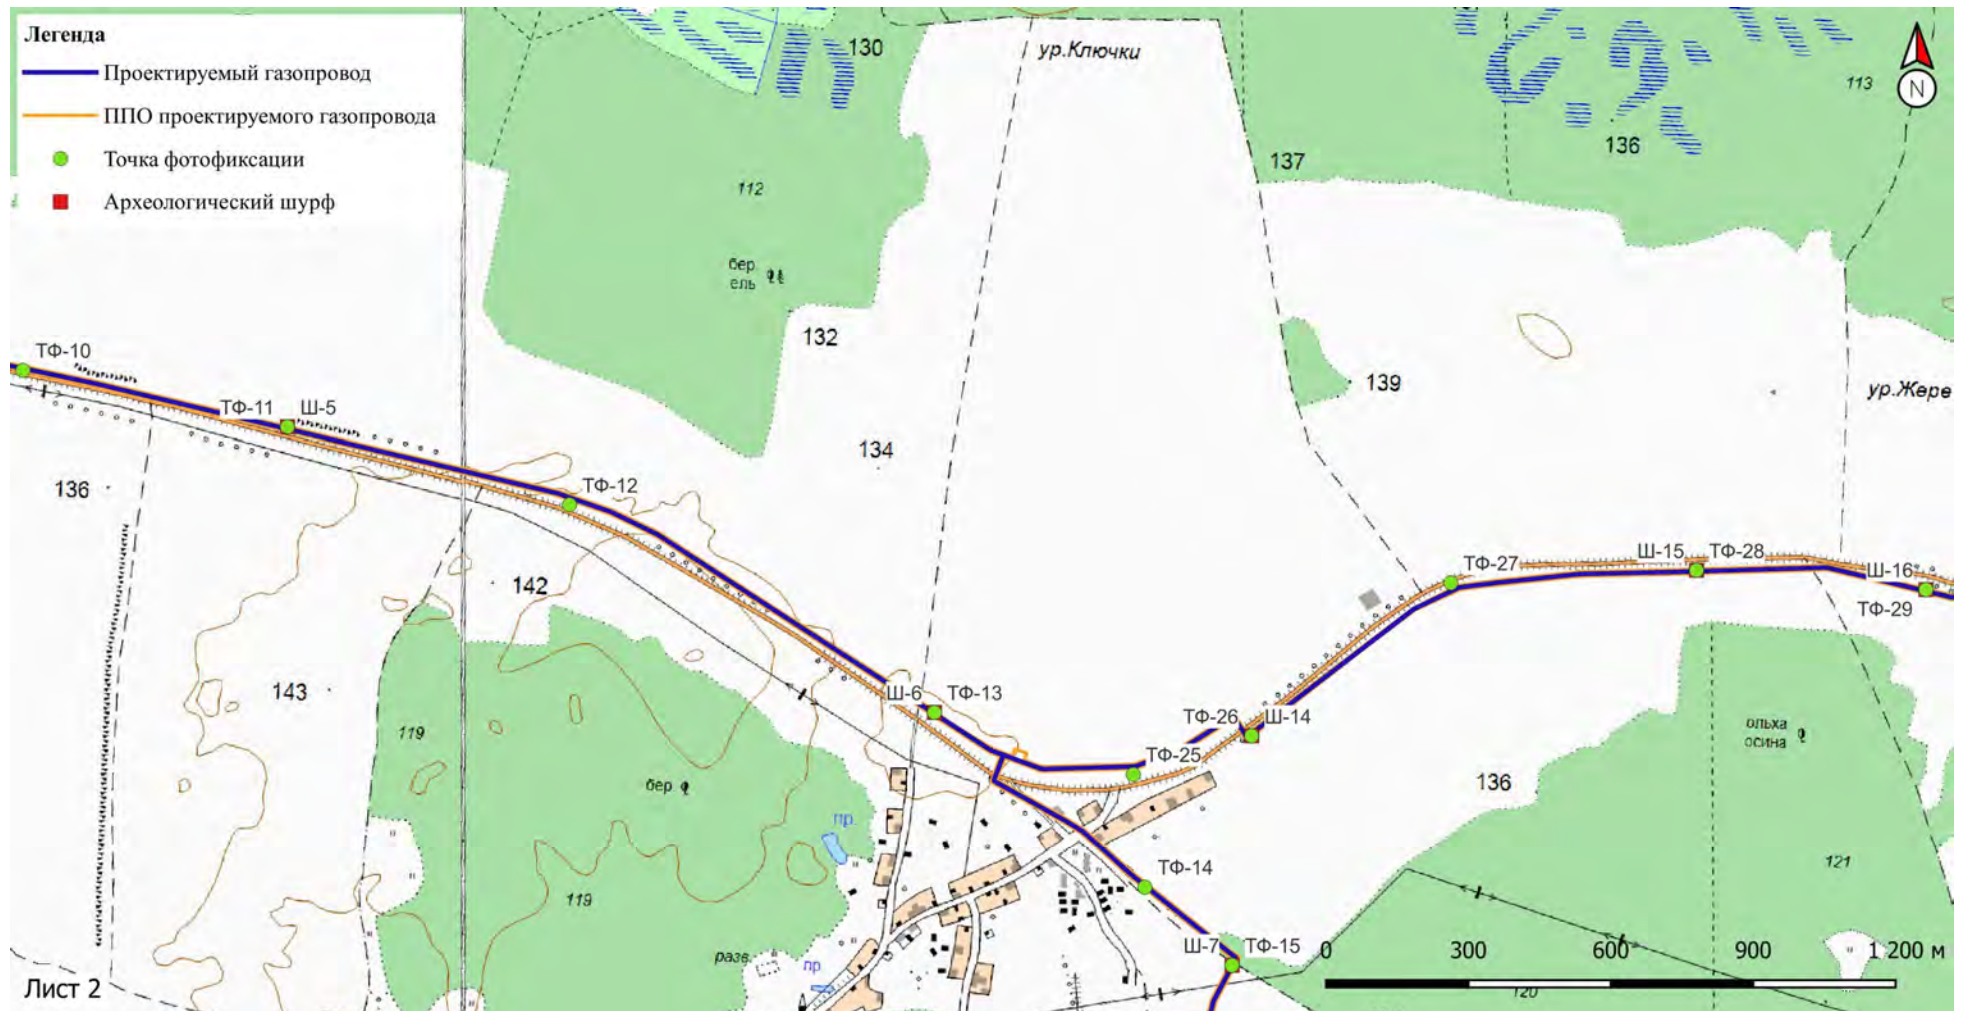 Легенда
Проектируемый газопровод
ППО проектируемого газопровода
Точка фотофиксации
Археологический шурф
130
ур.Ключки
N
113
136
137
112
бер
ель
132
ТФ-10
139
ур.Жере
ТФ-11 Ш-5
134
136
ТФ-12
142
Ш-15 ТФ-28
ТФ-27
Ш-16
ТФ-29
143
Ш-6 ТФ-13
ТФ-26 Ш-14
119
ольха
осина
ТФ-25
бер
136
пр
121
ТФ-14
119
Ш-7 ТФ-15
разв.
пр
0 300 600 900 1 200 м
Лист 2
120